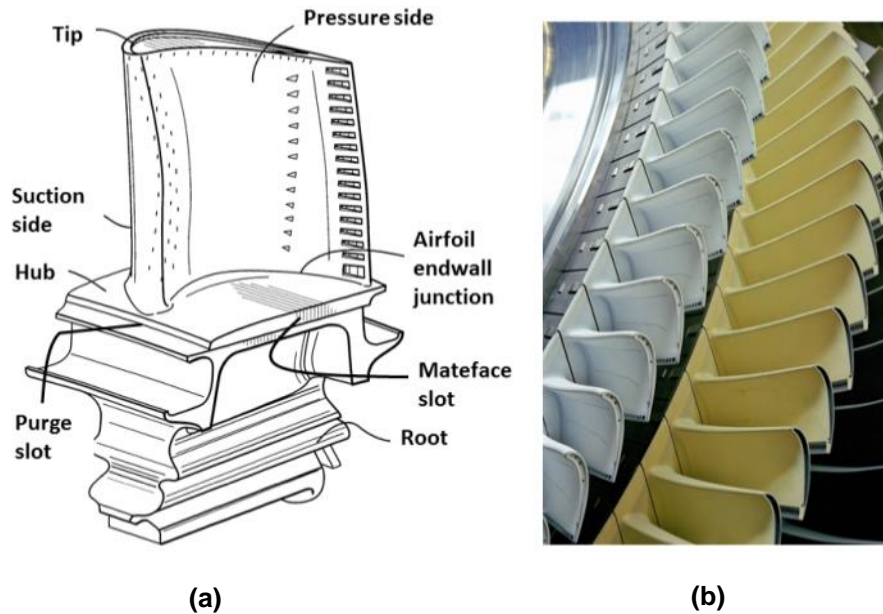 Tip
Pressure side
Suction
side
Hub
Airfoil
endwall
junction
Mateface
slot
Purge
slot
Root
(a)
(b)